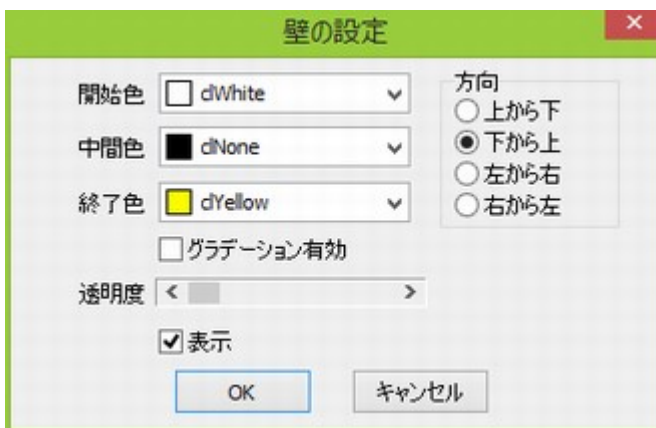 壁の設定
開始色 clWhite
中間色 clNone
終了色 clYellow
グラデーション有効
透明度
表示
方向
上から下
下から上
左から右
右から左
OK キャンセル